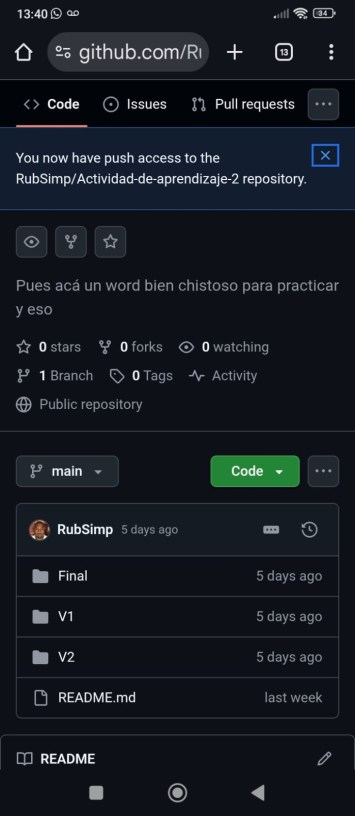 13:40
84
github.com/Ru
13
Code
Issues
Pull requests
You now have push access to the
RubSimp/Actividad-de-aprendizaje-2 repository.
Pues acá un word bien chistoso para practicar
y eso
0 stars
0 forks
0 watching
1 Branch
0 Tags
Activity
Public repository
main
Code
RubSimp 5 days ago
Final 5 days ago
V1 5 days ago
V2 5 days ago
README.md last week
README